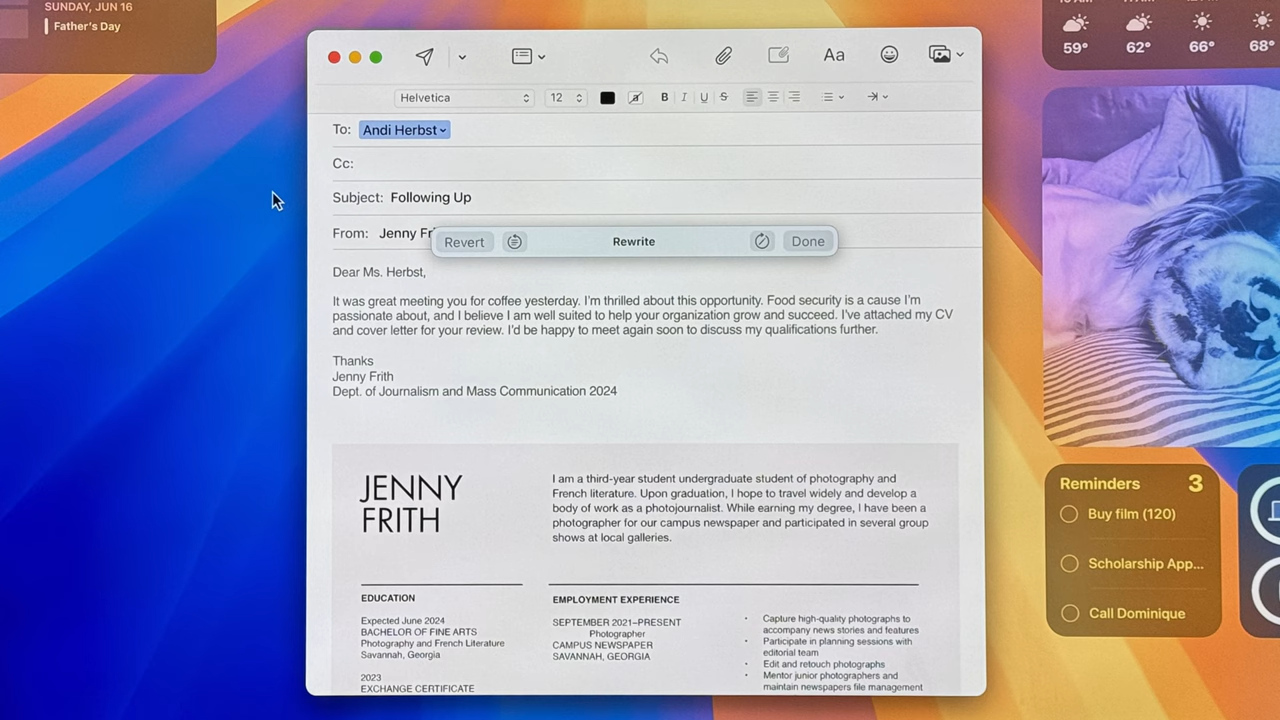 SUNDAY, JUN 16
Father's Day
59° 62° 66° 68°
Aa
Helvetica 12 B I U S
To: Andi Herbst
Cc:
Subject: Following Up
From: Jenny
Revert Rewrite Done
Dear Ms. Herbst,
It was great meeting you for coffee yesterday. I'm thrilled about this opportunity. Food security is a cause I'm
passionate about, and I believe I am well suited to help your organization grow and succeed. I've attached my CV
and cover letter for your review. I'd be happy to meet again soon to discuss my qualifications further.
Thanks
Jenny Frith
Dept. of Journalism and Mass Communication 2024
JENNY
FRITH
I am a third-year student undergraduate student of photography and
French literature. Upon graduation, I hope to travel widely and develop a
body of work as a photojournalist. While earning my degree, I have been a
photographer for our campus newspaper and participated in several group
shows at local galleries.
EDUCATION
Expected June 2024
BACHELOR OF FINE ARTS
Photography and French Literature
Savannah, Georgia
2023
EXCHANGE CERTIFICATE
EMPLOYMENT EXPERIENCE
SEPTEMBER 2021–PRESENT
Photographer
CAMPUS NEWSPAPER
SAVANNAH, GEORGIA
• Capture high-quality photographs to
accompany news stories and features
• Participate in planning sessions with
editorial team
• Edit and retouch photographs
• Mentor junior photographers and
maintain newspapers file management
Reminders 3
Buy film (120)
Scholarship App...
Call Dominique